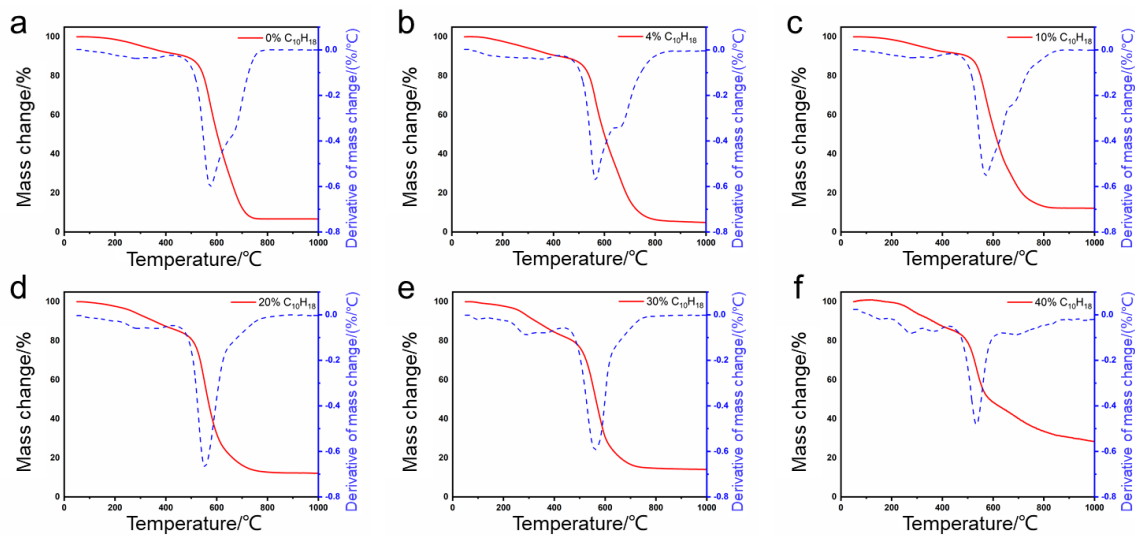 a
0% C₁₀H₁₈
Mass change/%
100
80
60
40
20
0
0.0
-0.2
-0.4
-0.6
-0.8
Derivative of mass change/(%/°C)
0 200 400 600 800 1000
Temperature/℃
b
4% C₁₀H₁₈
Mass change/%
100
80
60
40
20
0
0.0
-0.2
-0.4
-0.6
-0.8
Derivative of mass change/(%/°C)
0 200 400 600 800 1000
Temperature/℃
c
10% C₁₀H₁₈
Mass change/%
100
80
60
40
20
0
0.0
-0.2
-0.4
-0.6
-0.8
Derivative of mass change/(%/°C)
0 200 400 600 800 1000
Temperature/℃
d
20% C₁₀H₁₈
Mass change/%
100
80
60
40
20
0
0.0
-0.2
-0.4
-0.6
-0.8
Derivative of mass change/(%/°C)
0 200 400 600 800 1000
Temperature/℃
e
30% C₁₀H₁₈
Mass change/%
100
80
60
40
20
0
0.0
-0.2
-0.4
-0.6
-0.8
Derivative of mass change/(%/°C)
0 200 400 600 800 1000
Temperature/℃
f
40% C₁₀H₁₈
Mass change/%
100
80
60
40
20
0
0.0
-0.2
-0.4
-0.6
-0.8
Derivative of mass change/(%/°C)
0 200 400 600 800 1000
Temperature/℃